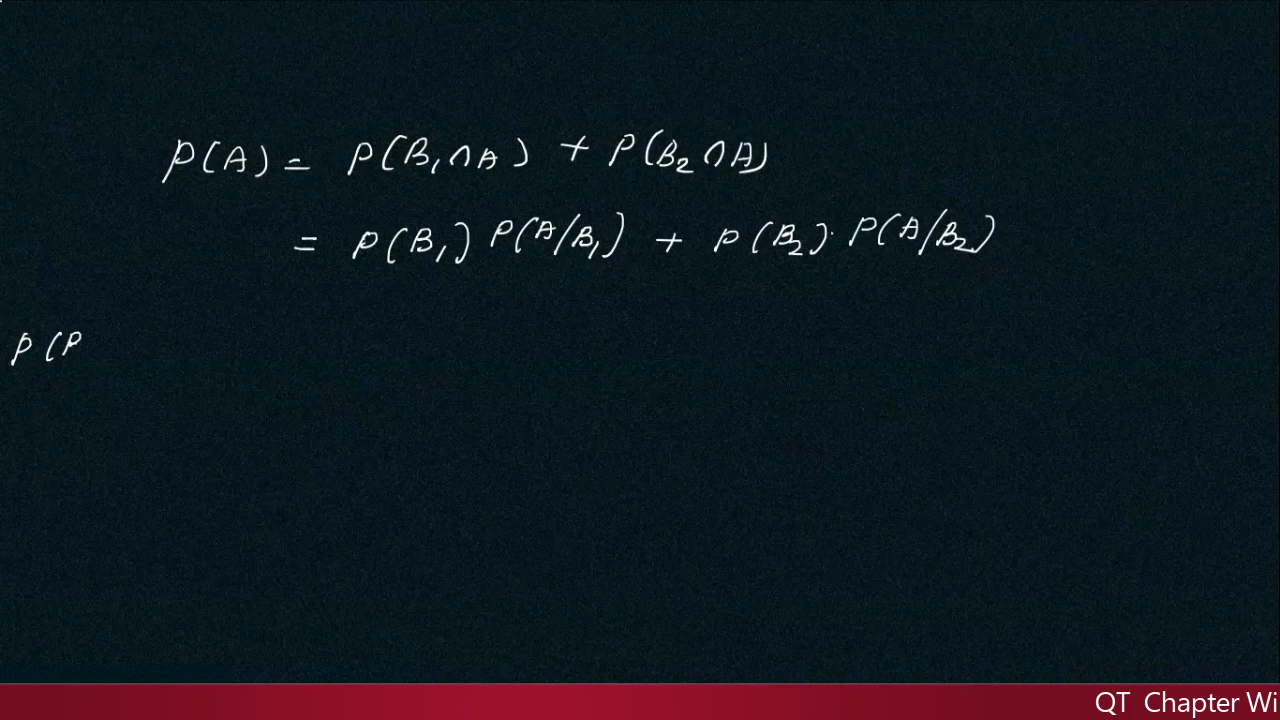 P(A) = P(B₁∩A) + P(B₂∩A)
= P(B₁) P(A/B₁) + P(B₂)· P(A/B₂)
P(P
QT Chapter Wi